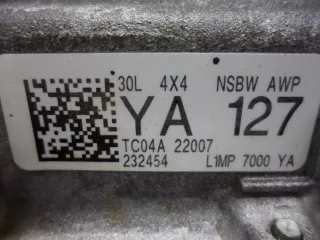 30L 4X4 NSBW AWP
YA 127
TC04A 22007
232454 L1MP 7000 YA